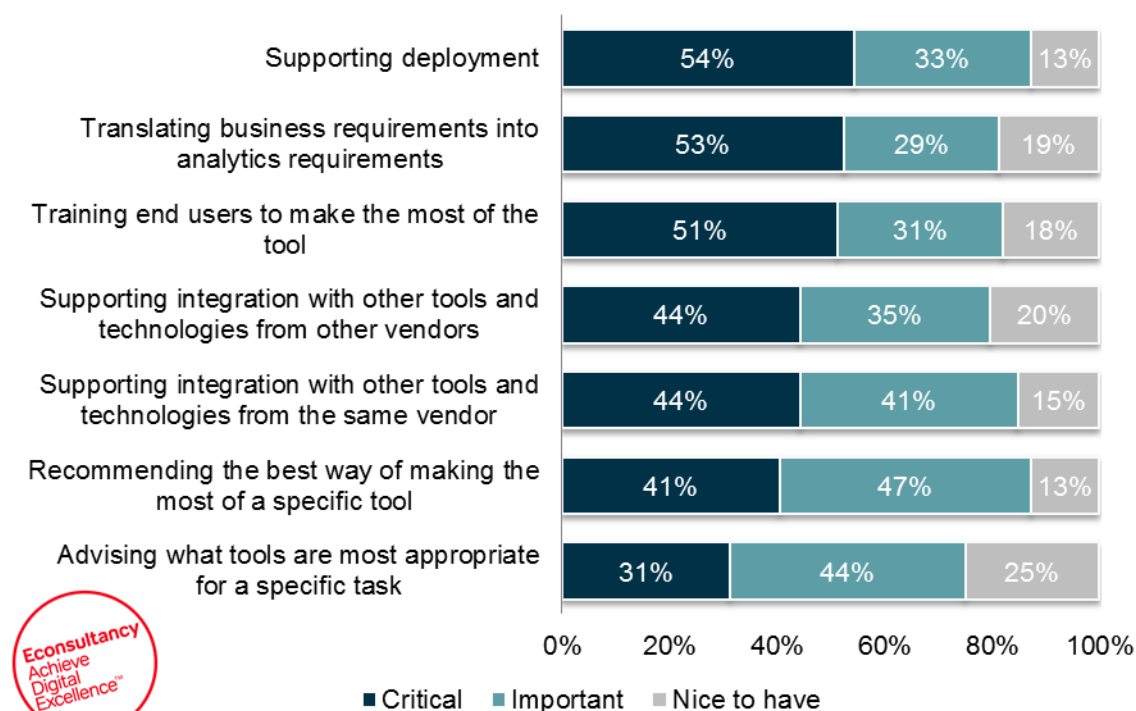 Supporting deployment
54% 33% 13%
Translating business requirements into
analytics requirements
53% 29% 19%
Training end users to make the most of the
tool
51% 31% 18%
Supporting integration with other tools and
technologies from other vendors
44% 35% 20%
Supporting integration with other tools and
technologies from the same vendor
44% 41% 15%
Recommending the best way of making the
most of a specific tool
41% 47% 13%
Advising what tools are most appropriate
for a specific task
31% 44% 25%
0% 20% 40% 60% 80% 100%
Critical Important Nice to have
Econsultancy
Achieve
Digital
Excellence™